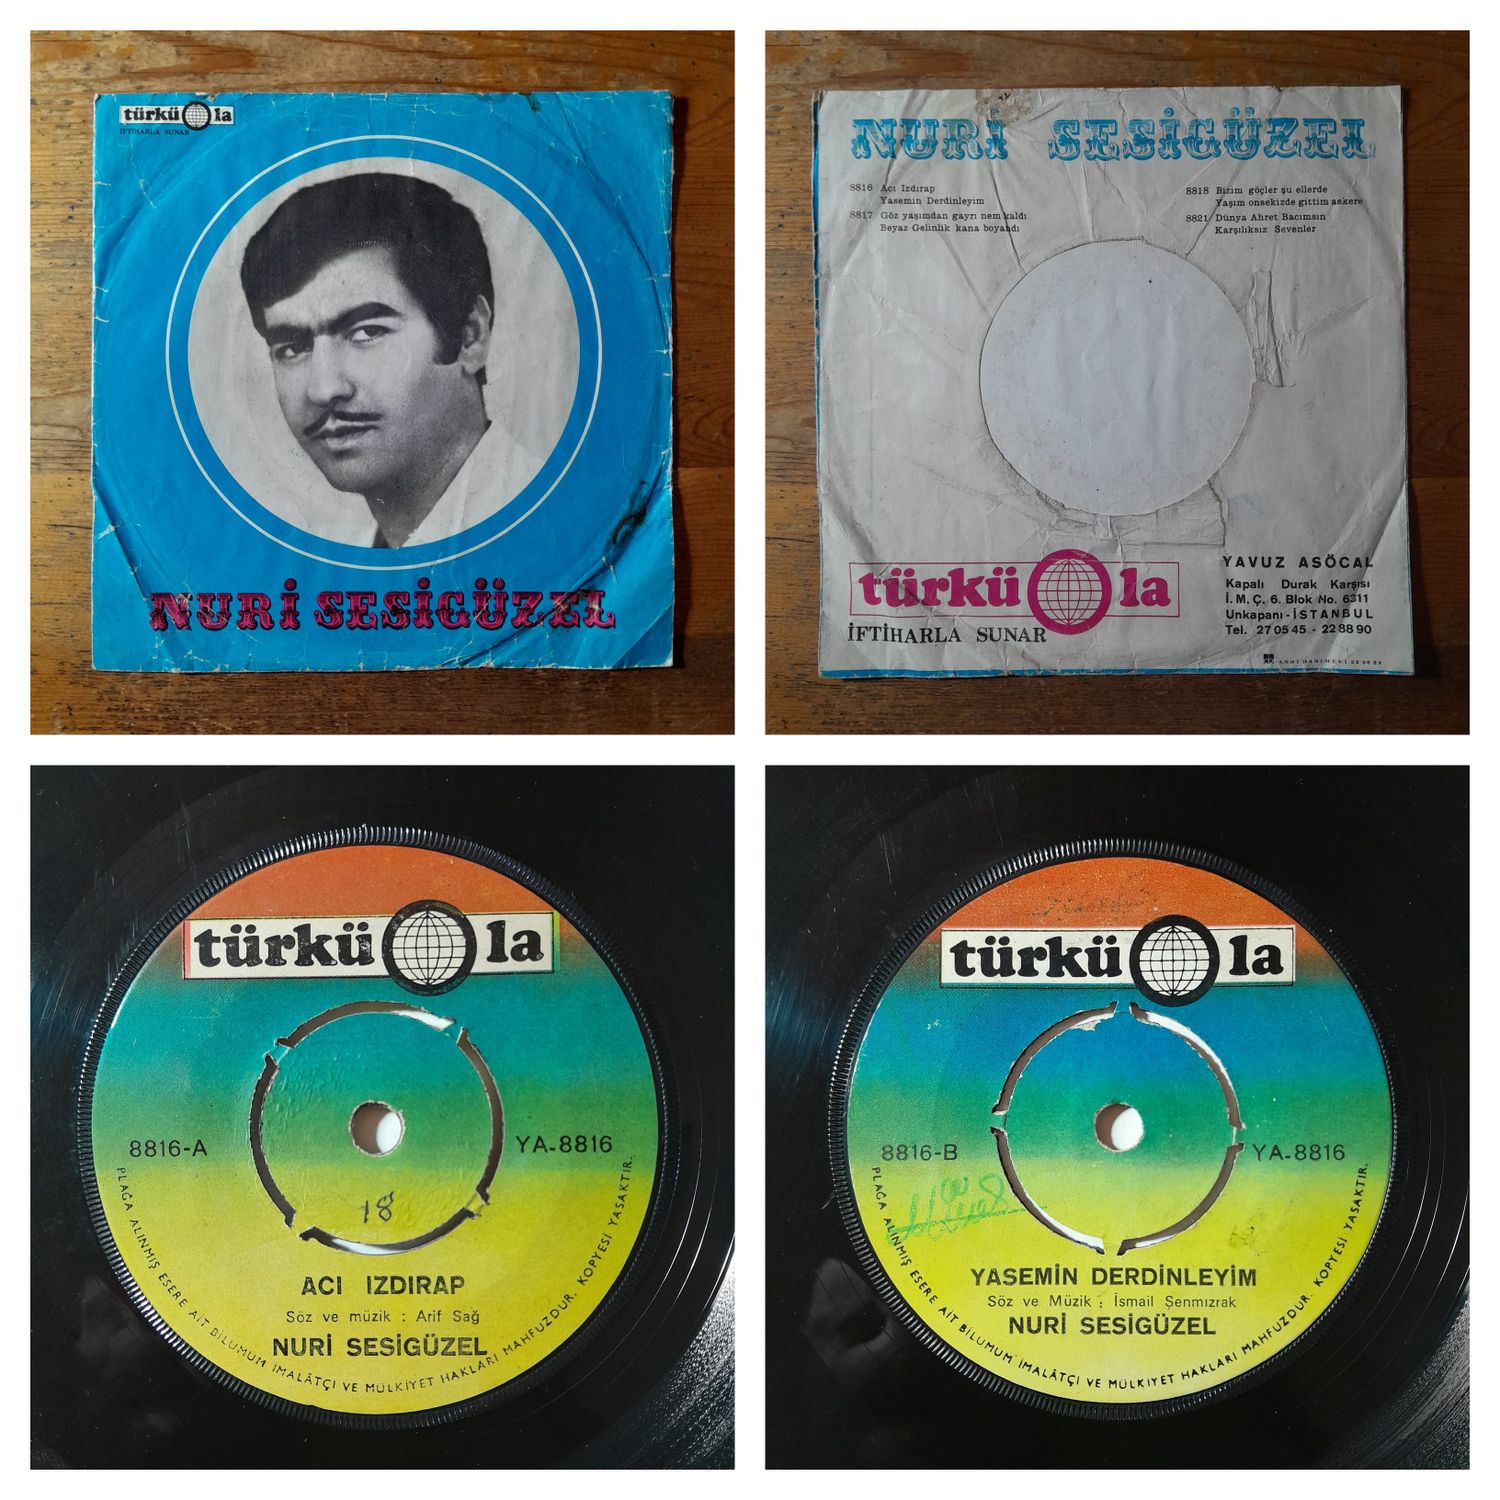 türkü la
İFTİHARLA SUNAR
NURİ SESİGÜZEL
NURİ SESİGÜZEL
8816 Acı Izdırap
Yasemin Derdinleyim
8817 Göz yaşımdan gayrı nem kaldı
Beyaz Gelinlik kana boyandı
8818 Bizim göçler şu ellerde
Yaşım onsekizde gittim askere
8821 Dünya Ahret Bacımsın
Karşılıksız Sevenler
türkü la
İFTİHARLA SUNAR
YAVUZ ASÖCAL
Kapalı Durak Karşısı
İ.M.Ç. 6. Blok No. 6311
Unkapanı - İSTANBUL
Tel. 27 05 45 - 22 88 90
türkü la
8816-A
YA-8816
18
ACI IZDIRAP
Söz ve müzik : Arif Sağ
NURİ SESİGÜZEL
PLAĞA ALINMIŞ ESERE AİT BİLUMUM İMALÂTÇI VE MÜLKİYET HAKLARI MAHFUZDUR. KOPYESİ YASAKTIR.
türkü la
8816-B
YA-8816
YASEMİN DERDİNLEYİM
Söz ve Müzik : İsmail Şenmızrak
NURİ SESİGÜZEL
PLAĞA ALINMIŞ ESERE AİT BİLUMUM İMALÂTÇI VE MÜLKİYET HAKLARI MAHFUZDUR. KOPYESİ YASAKTIR.